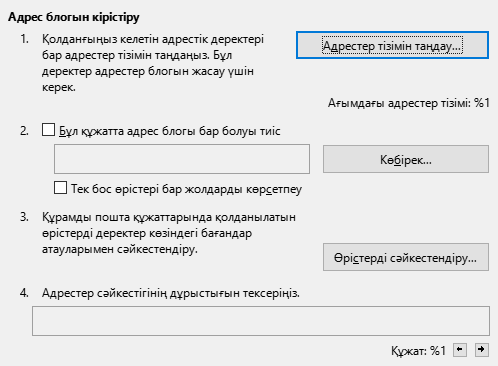 Адрес блогын кірістіру
1. Қолданғыңыз келетін адрестік деректері
бар адрестер тізімін таңдаңыз. Бұл
деректер адрестер блогын жасау үшін
керек.
Адрестер тізімін таңдау...
Ағымдағы адрестер тізімі: %1
2. Бұл құжатта адрес блогы бар болуы тиіс
Көбірек...
Тек бос өрістері бар жолдарды көрсетпеу
3. Құрамды пошта құжаттарында қолданылатын
өрістерді деректер көзіндегі бағандар
атауларымен сәйкестендіру.
Өрістерді сәйкестендіру...
4. Адрестер сәйкестігінің дұрыстығын тексеріңіз.
Құжат: %1